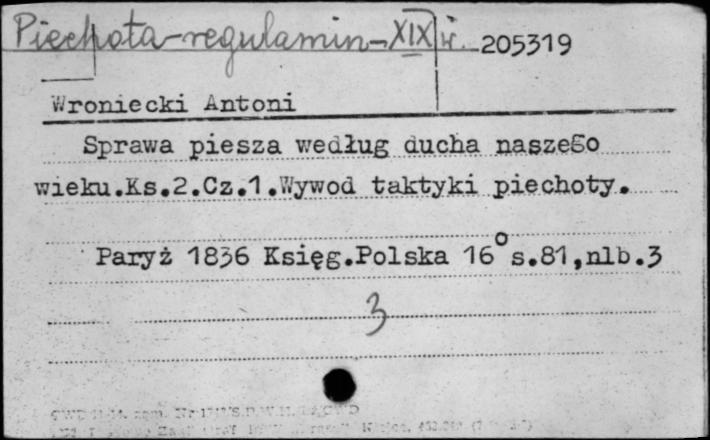 Piechota-regulamin-XIX w. 205319
Wroniecki Antoni
Sprawa piesza według ducha naszego
wieku.Ks.2.Cz.1.Wywod taktyki piechoty.
Paryż 1836 Księg.Polska 16° s.81,nlb.3
3